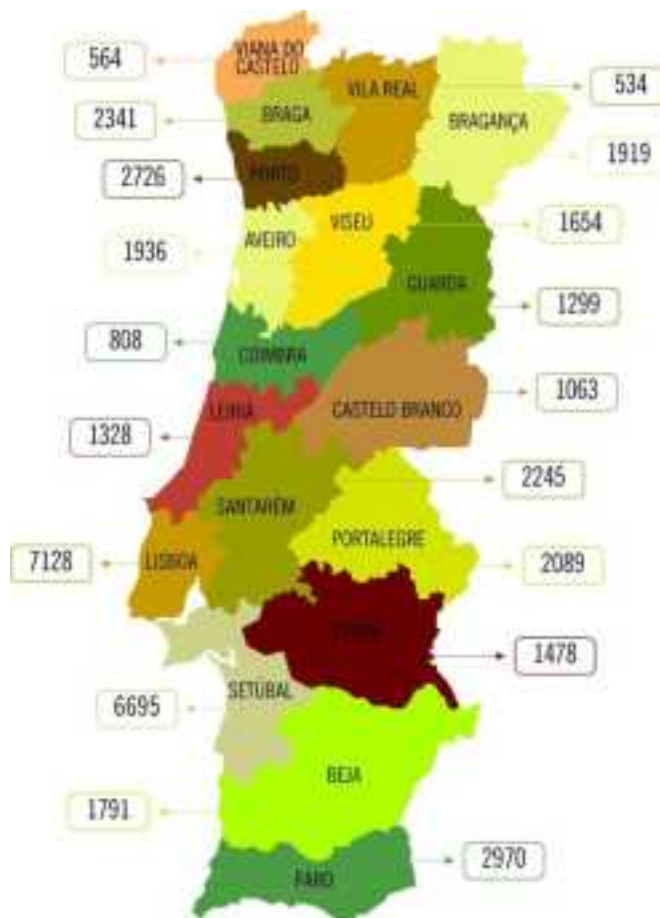 VIANA DO
CASTELO
564
VILA REAL
534
2341
BRAGA
BRAGANÇA
1919
2726
PORTO
AVEIRO
VISEU
1654
1936
GUARDA
1299
808
COIMBRA
1063
LEIRIA
CASTELO BRANCO
1328
2245
SANTARÉM
PORTALEGRE
7128
LISBOA
2089
1478
SETÚBAL
6695
BEJA
1791
2970
FARO